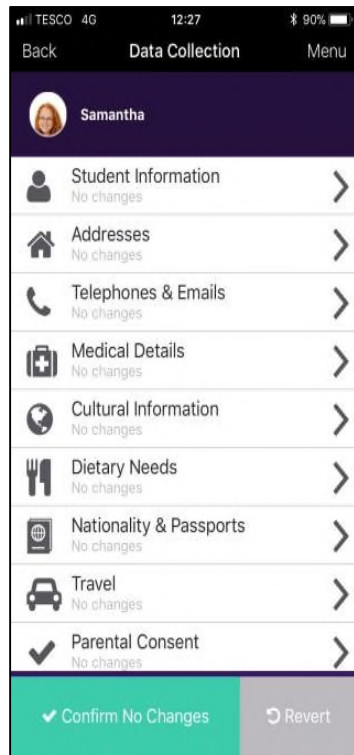 TESCO 4G 12:27 90%
Back Data Collection Menu
Samantha
Student Information
No changes
Addresses
No changes
Telephones & Emails
No changes
Medical Details
No changes
Cultural Information
No changes
Dietary Needs
No changes
Nationality & Passports
No changes
Travel
No changes
Parental Consent
No changes
Confirm No Changes Revert